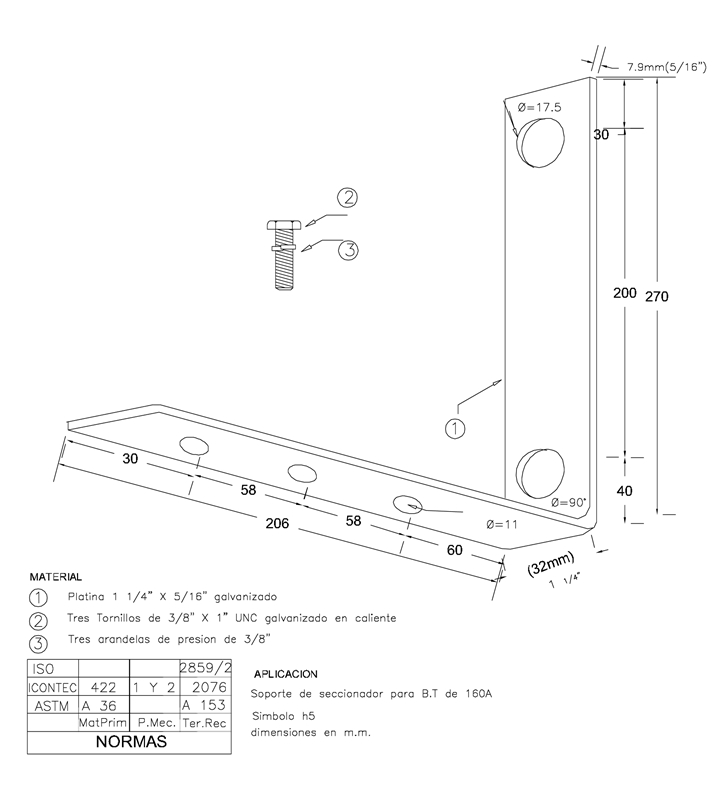 7.9mm(5/16")
Ø=17.5
30
2
3
200
270
1
30
58
206
58
60
Ø=11
Ø=90°
40
(32mm)
1 1/4"
MATERIAL
1 Platina 1 1/4" X 5/16" galvanizado
2 Tres Tornillos de 3/8" X 1" UNC galvanizado en caliente
3 Tres arandelas de presion de 3/8"
ISO 2859/2
ICONTEC 422 1 Y 2 2076
ASTM A 36 A 153
MatPrim P.Mec. Ter.Rec
NORMAS
APLICACION
Soporte de seccionador para B.T de 160A
Simbolo h5
dimensiones en m.m.